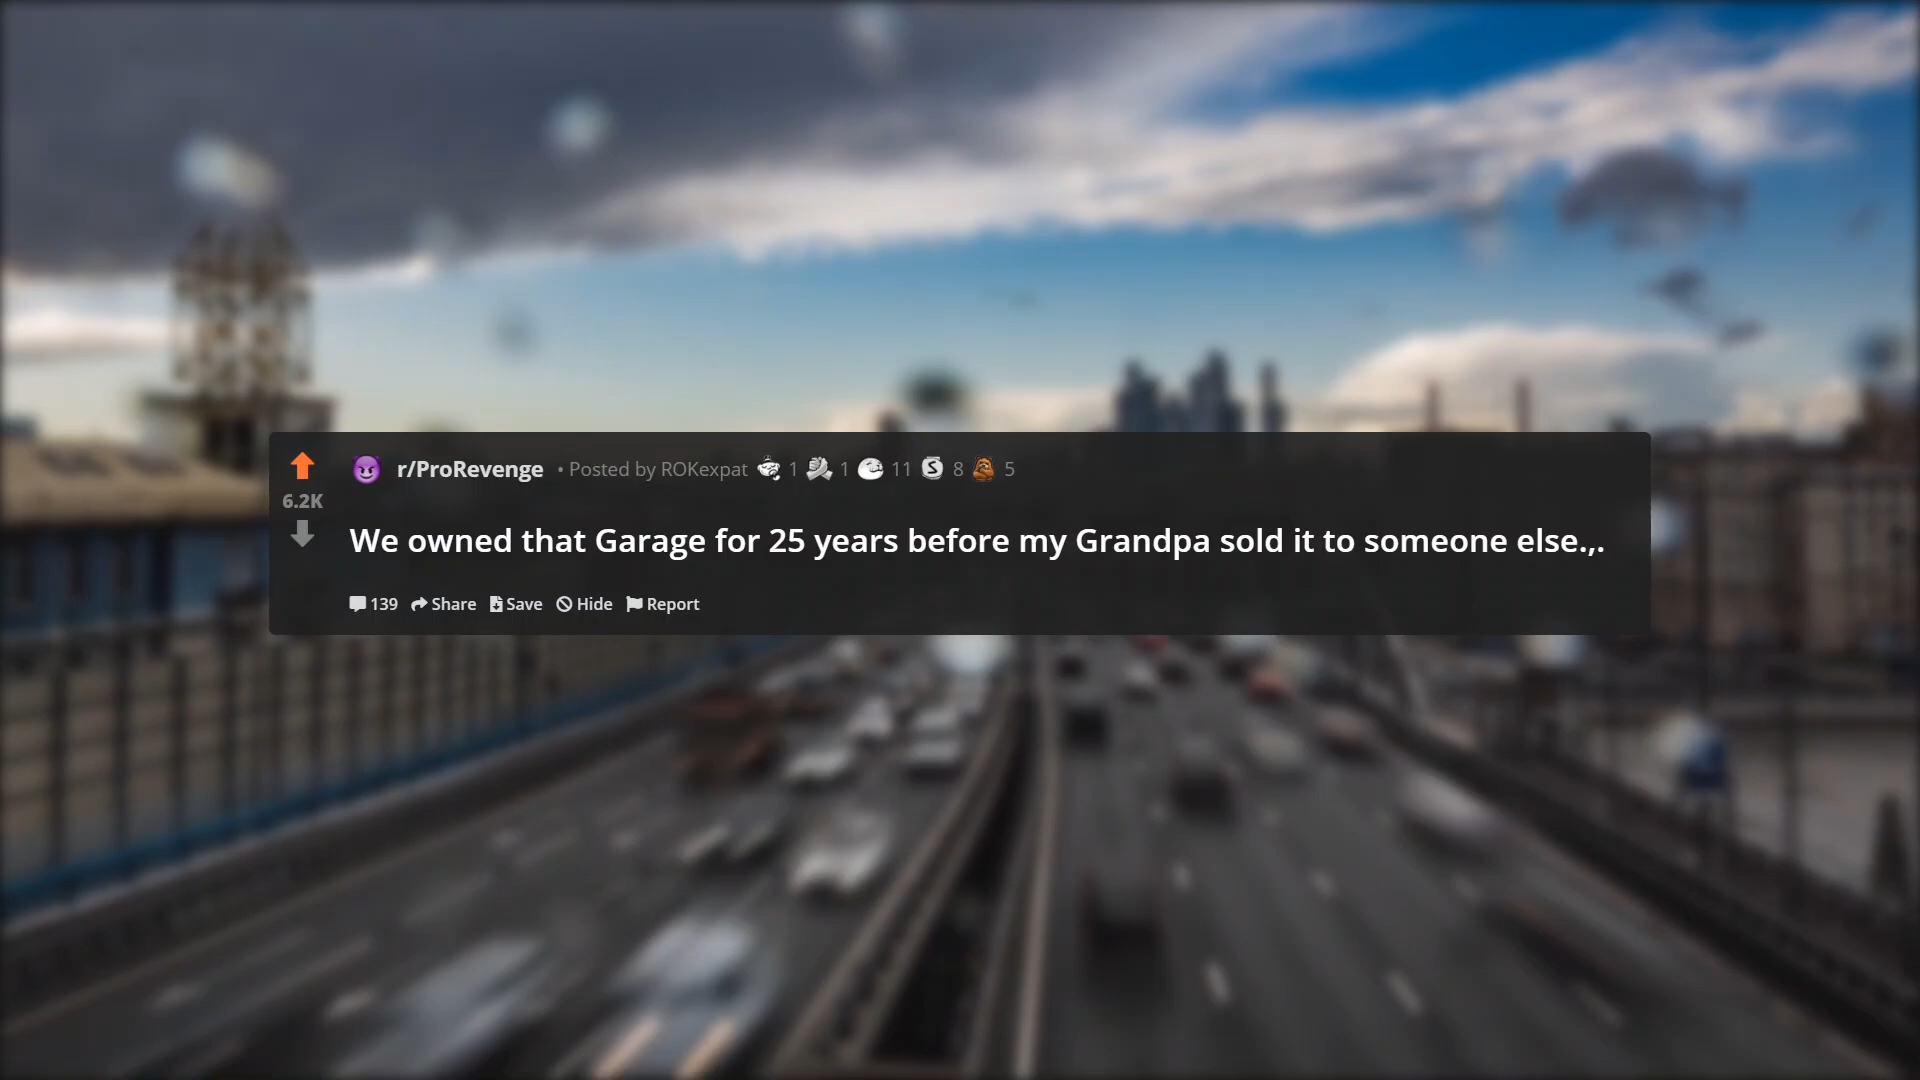 r/ProRevenge • Posted by ROKexpat 1 1 11 8 5
6.2K
We owned that Garage for 25 years before my Grandpa sold it to someone else.,.
139 Share Save Hide Report